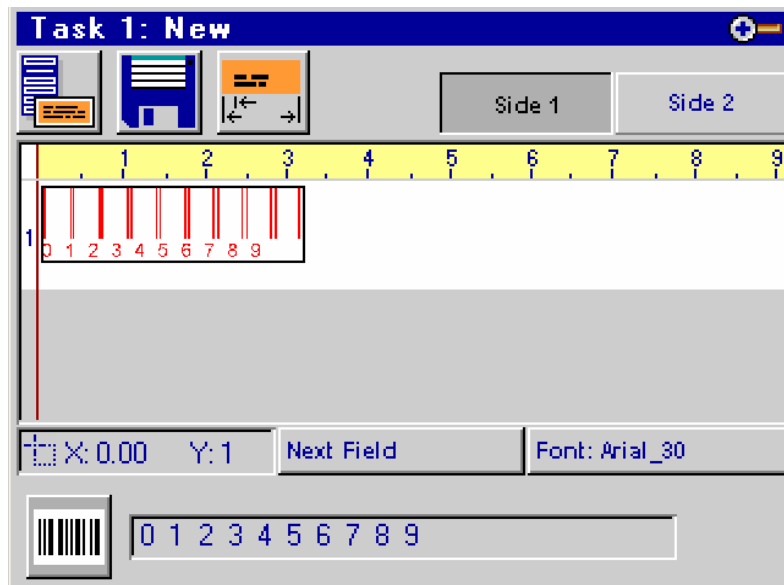 Task 1: New
Side 1 Side 2
1 2 3 4 5 6 7 8 9
1
0 1 2 3 4 5 6 7 8 9
X: 0.00 Y: 1 Next Field Font: Arial_30
0 1 2 3 4 5 6 7 8 9